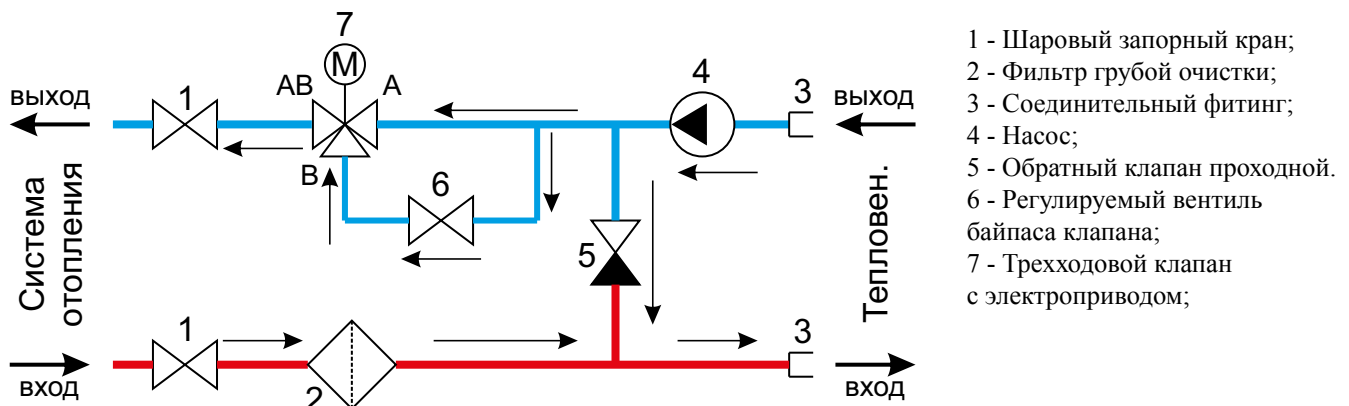 7
М
АВ
А
4
3
1
выход
выход
В
6
5
Система
отопления
Тепловен.
1
2
3
вход
вход
1 - Шаровый запорный кран;
2 - Фильтр грубой очистки;
3 - Соединительный фитинг;
4 - Насос;
5 - Обратный клапан проходной.
6 - Регулируемый вентиль
байпаса клапана;
7 - Трехходовой клапан
с электроприводом;